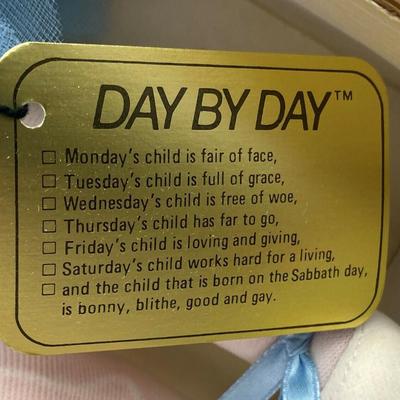 DAY BY DAY™
☐ Monday's child is fair of face,
☐ Tuesday's child is full of grace,
☐ Wednesday's child is free of woe,
☐ Thursday's child has far to go,
☐ Friday's child is loving and giving,
☐ Saturday's child works hard for a living,
☐ and the child that is born on the Sabbath day,
is bonny, blithe, good and gay.